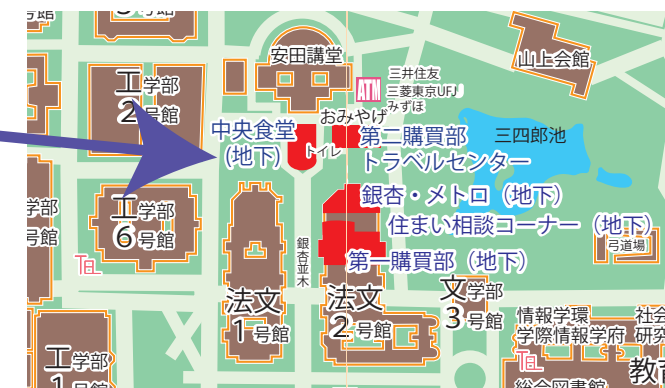 号館
号館
安田講堂
山上会館
三井住友
三菱東京UFJ
みずほ
ATM
工学部
2号館
おみやげ
中央食堂
(地下)
トイレ
第二購買部
トラベルセンター
三四郎池
銀杏・メトロ（地下）
住まい相談コーナー（地下）
弓道場
学部
号館
工学部
6号館
TEL
銀杏並木
第一購買部（地下）
法文
1号館
法文
2号館
文学部
3号館
情報学環
学際情報学府
社会
研究
TEL
工学部
1号館
総合図書館
教育